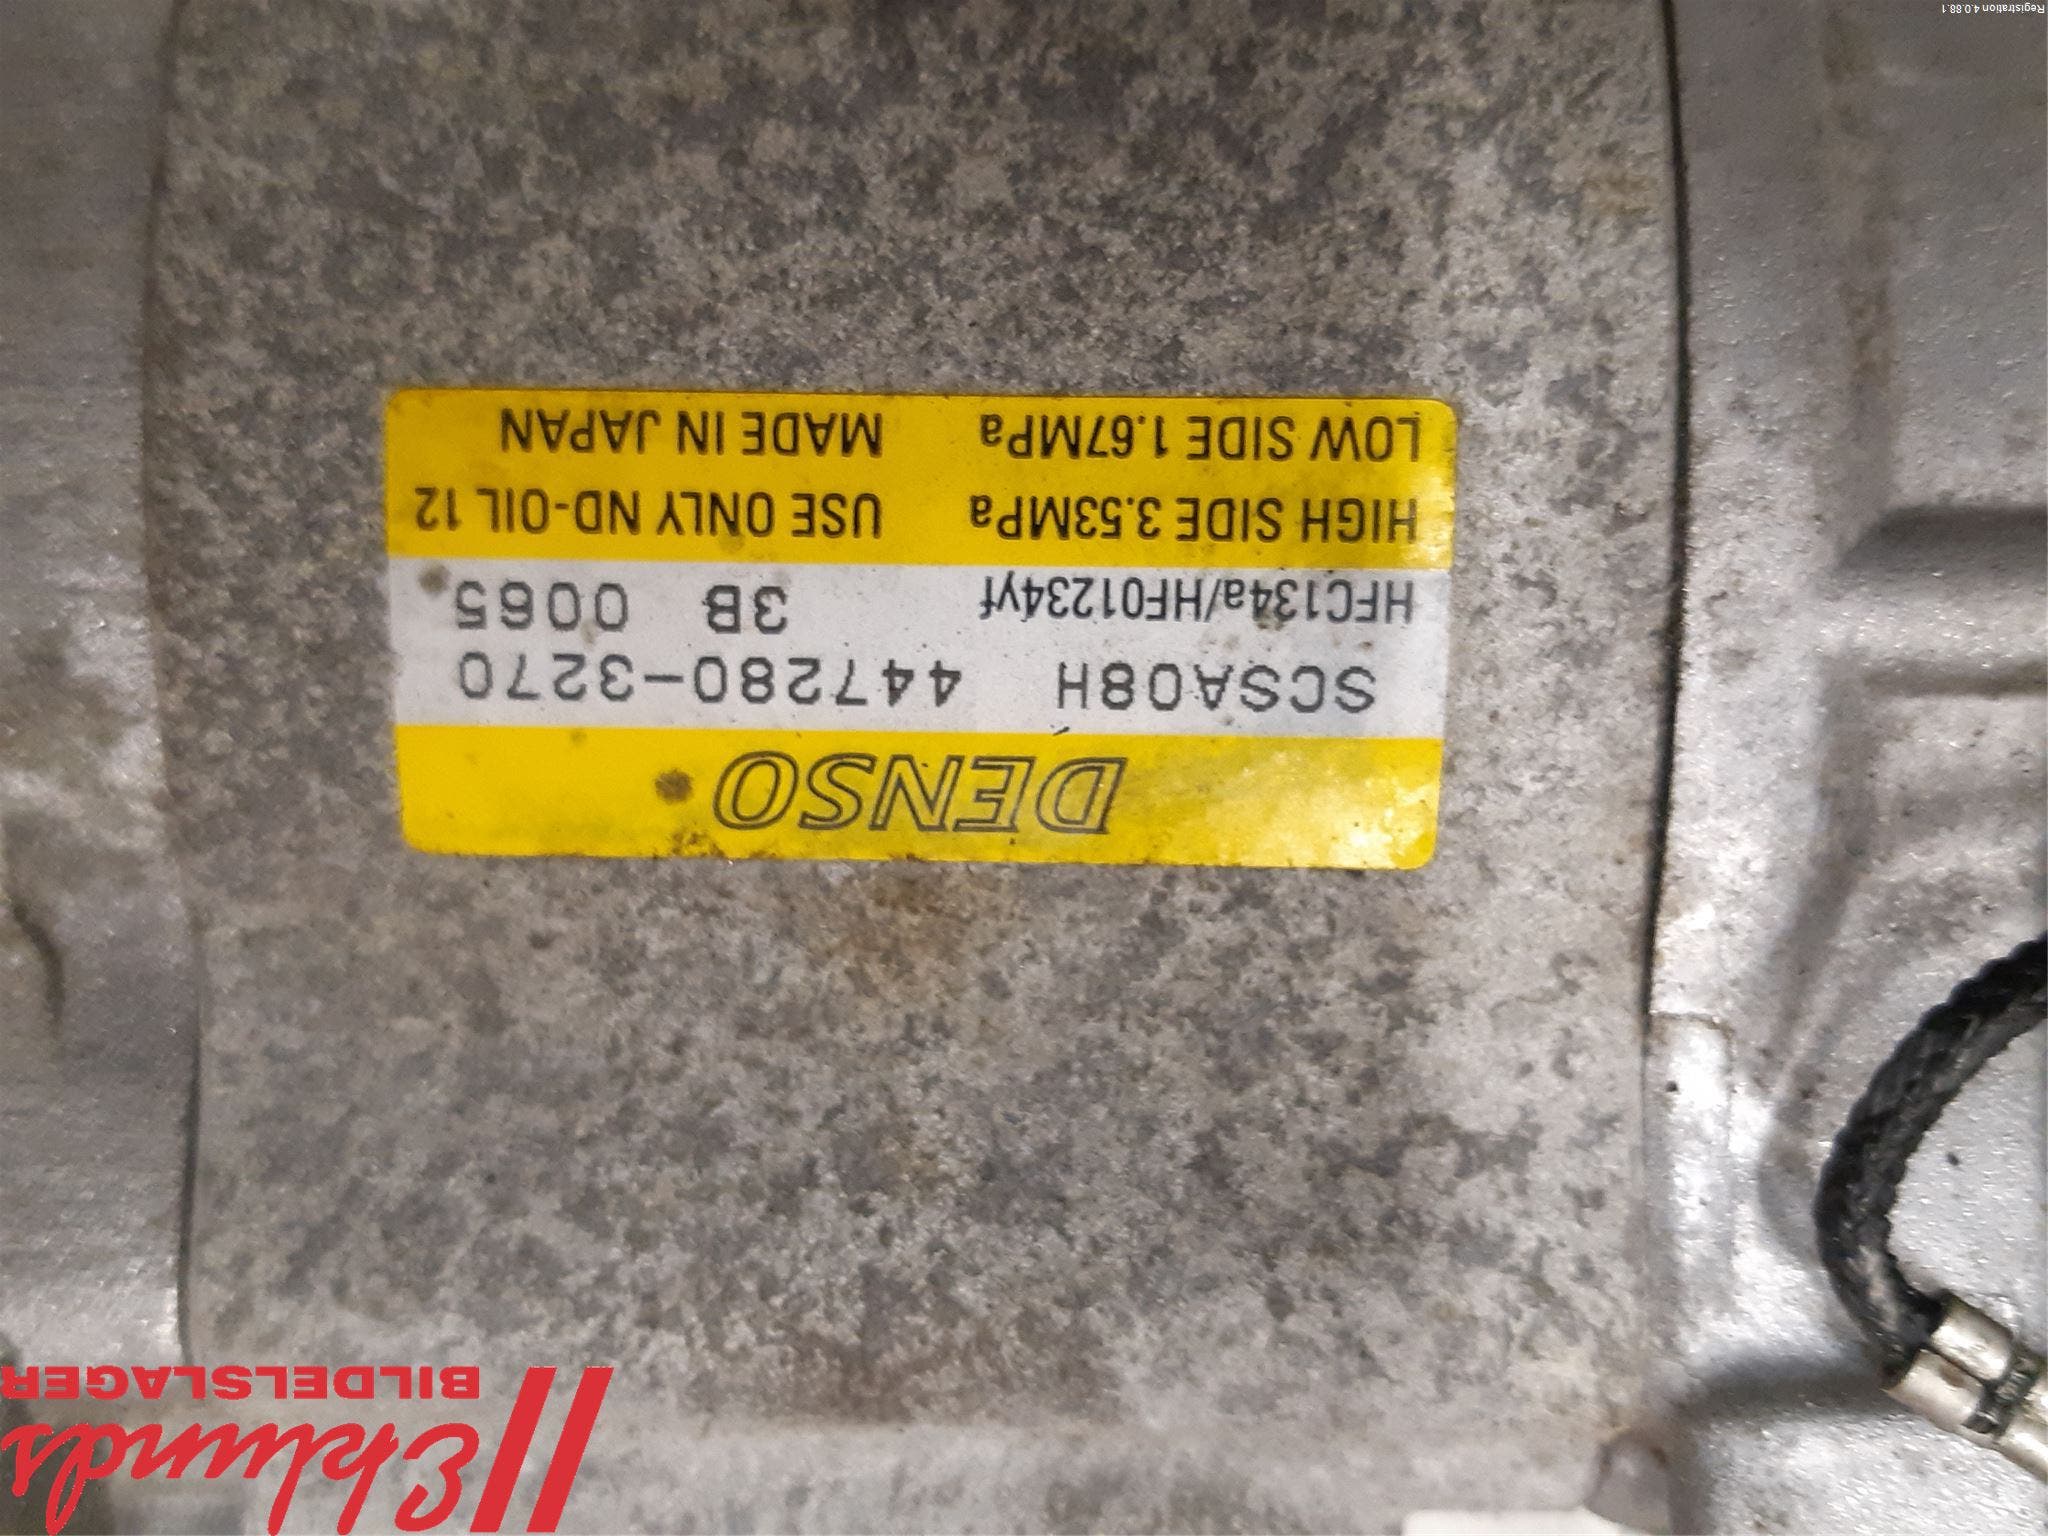 Eklunds
BILDELSLAGER
DENSO
SCSA08H 447280-3270
HFC134a/HFO1234yf 3B 0065
HIGH SIDE 3.53MPa USE ONLY ND-OIL 12
LOW SIDE 1.67MPa MADE IN JAPAN
Registration 4.0.88.1